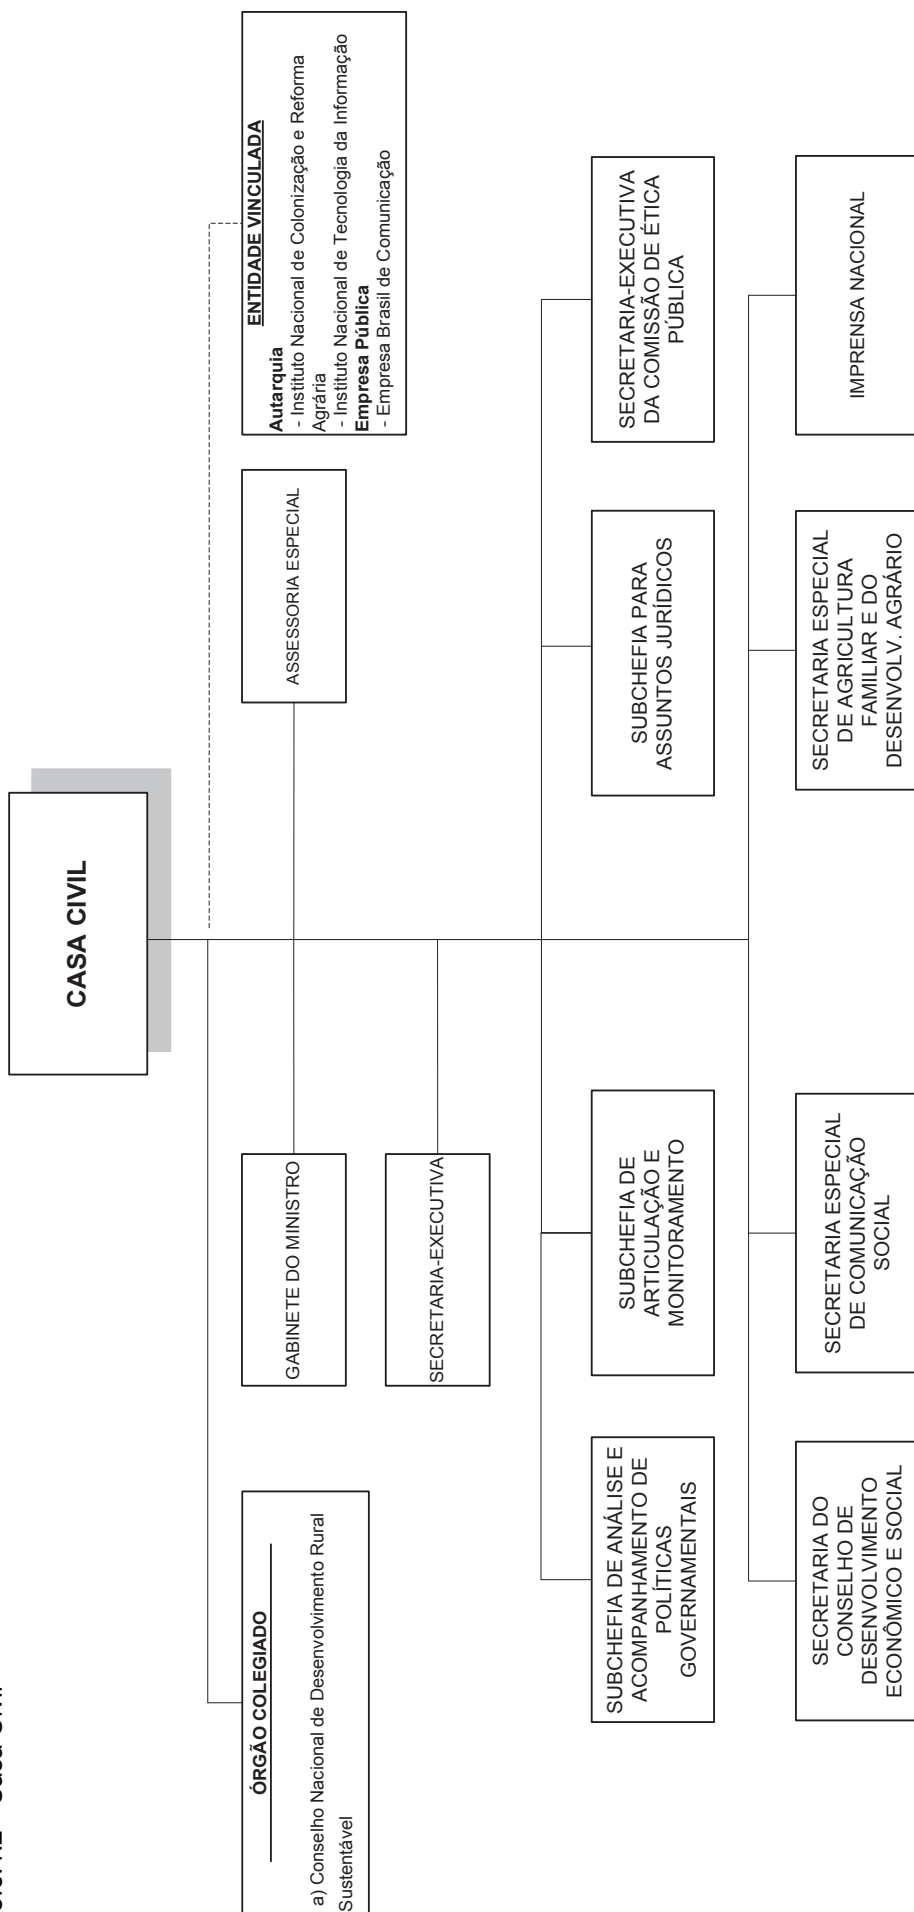 Casa Civil
CASA CIVIL
ÓRGÃO COLEGIADO
a) Conselho Nacional de Desenvolvimento Rural
Sustentável
GABINETE DO MINISTRO
ASSESSORIA ESPECIAL
ENTIDADE VINCULADA
Autarquia
- Instituto Nacional de Colonização e Reforma
Agrária
- Instituto Nacional de Tecnologia da Informação
Empresa Pública
- Empresa Brasil de Comunicação
SECRETARIA-EXECUTIVA
SUBCHEFIA DE ANÁLISE E
ACOMPANHAMENTO DE
POLÍTICAS
GOVERNAMENTAIS
SUBCHEFIA DE
ARTICULAÇÃO E
MONITORAMENTO
SUBCHEFIA PARA
ASSUNTOS JURÍDICOS
SECRETARIA-EXECUTIVA
DA COMISSÃO DE ÉTICA
PÚBLICA
SECRETARIA DO
CONSELHO DE
DESENVOLVIMENTO
ECONÔMICO E SOCIAL
SECRETARIA ESPECIAL
DE COMUNICAÇÃO
SOCIAL
SECRETARIA ESPECIAL
DE AGRICULTURA
FAMILIAR E DO
DESENVOLV. AGRÁRIO
IMPRENSA NACIONAL